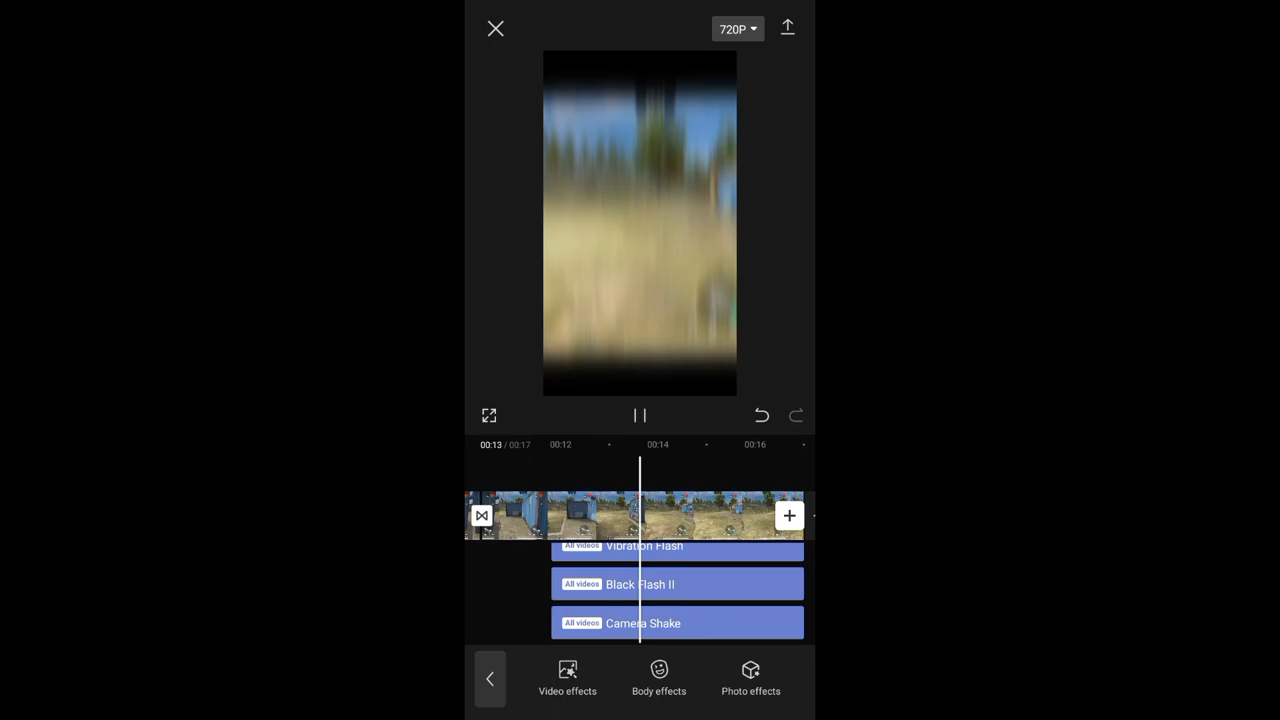 720P
00:13 / 00:17 00:12 00:14 00:16
All videos Vibration Flash
All videos Black Flash II
All videos Camera Shake
Video effects Body effects Photo effects